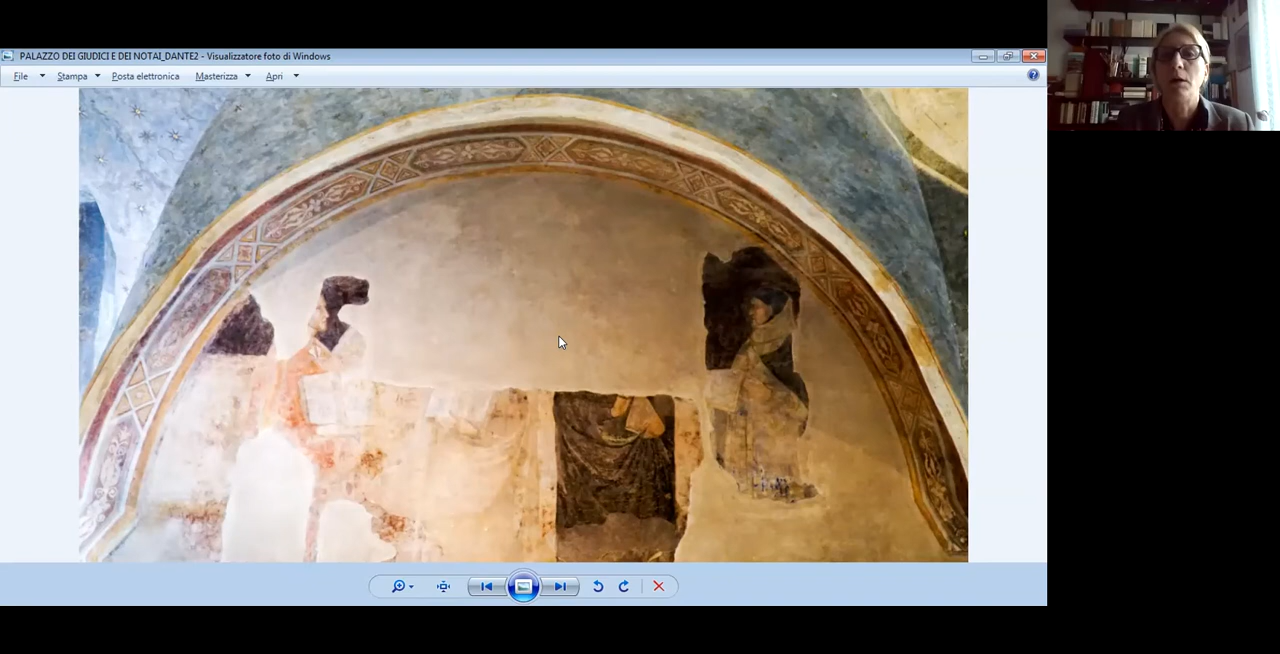 PALAZZO DEI GIUDICI E DEI NOTAI_DANTE2 - Visualizzatore foto di Windows
File Stampa Posta elettronica Masterizza Apri